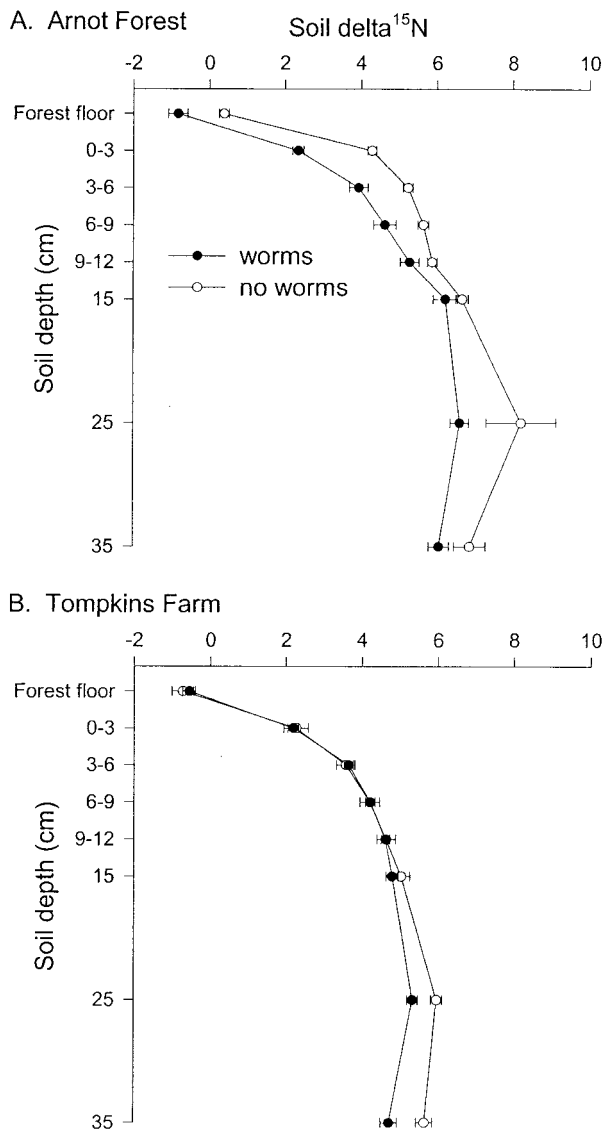 A. Arnot Forest
Soil delta¹⁵N
-2 0 2 4 6 8 10
Forest floor
0-3
3-6
6-9
9-12
15
25
35
Soil depth (cm)
worms
no worms
B. Tompkins Farm
-2 0 2 4 6 8 10
Forest floor
0-3
3-6
6-9
9-12
15
25
35
Soil depth (cm)